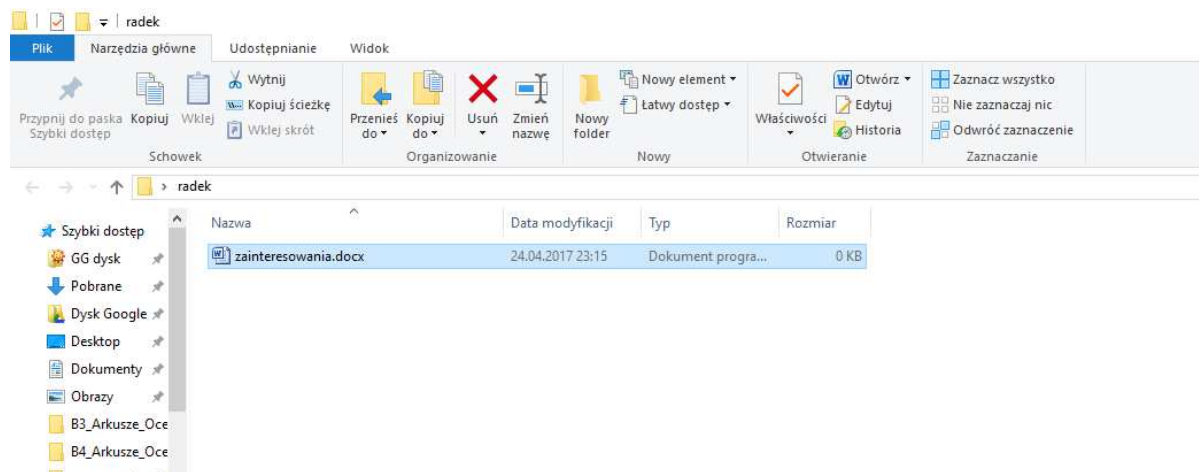 radek
Plik Narzędzia główne Udostępnianie Widok
Przypnij do paska Szybki dostęp
Kopiuj
Wklej
Wytnij
Kopiuj ścieżkę
Wklej skrót
Schowek
Przenieś do
Kopiuj do
Usuń
Zmień nazwę
Organizowanie
Nowy folder
Nowy element
Łatwy dostęp
Nowy
Właściwości
Otwórz
Edytuj
Historia
Otwieranie
Zaznacz wszystko
Nie zaznaczaj nic
Odwróć zaznaczenie
Zaznaczanie
radek
Szybki dostęp
GG dysk
Pobrane
Dysk Google
Desktop
Dokumenty
Obrazy
B3_Arkusze_Oce
B4_Arkusze_Oce
Nazwa Data modyfikacji Typ Rozmiar
zainteresowania.docx 24.04.2017 23:15 Dokument progra... 0 KB